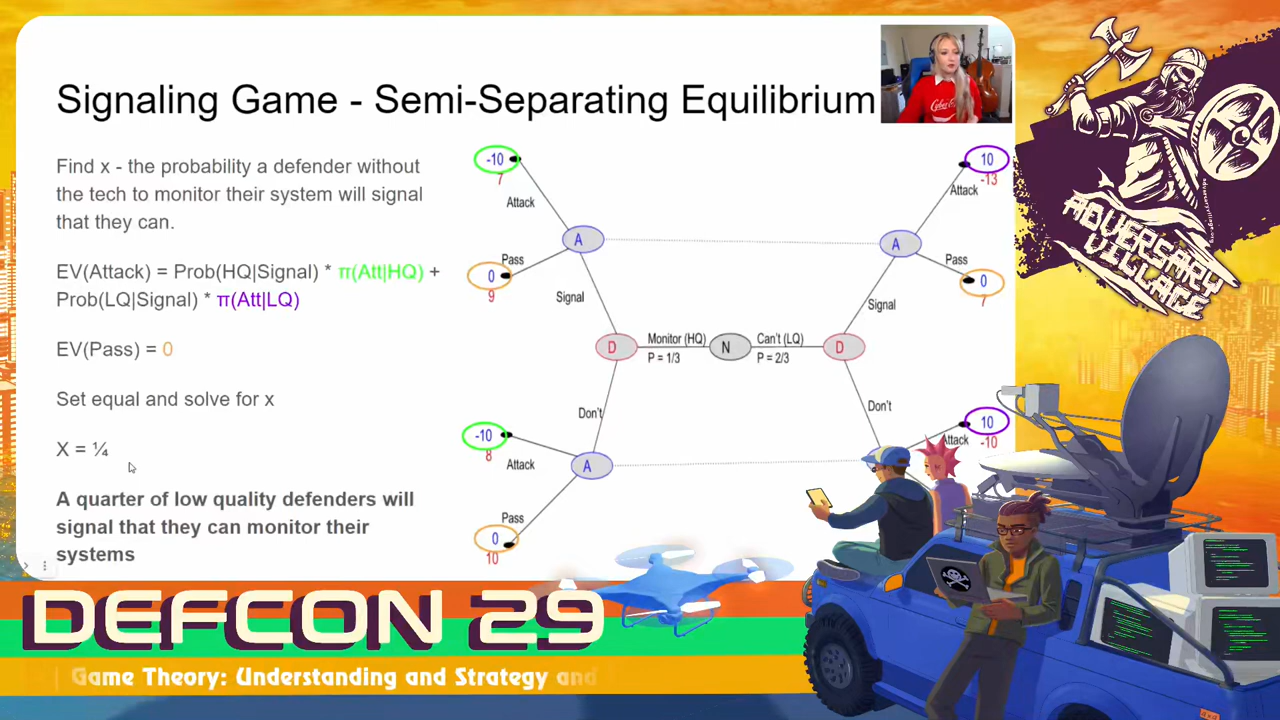 Signaling Game - Semi-Separating Equilibrium
Find x - the probability a defender without
the tech to monitor their system will signal
that they can.
EV(Attack) = Prob(HQ|Signal) * π(Att|HQ) +
Prob(LQ|Signal) * π(Att|LQ)
EV(Pass) = 0
Set equal and solve for x
X = ¼
A quarter of low quality defenders will
signal that they can monitor their
systems
-10
7
Attack
A
Pass
0
9
Signal
D
Monitor (HQ)
P = 1/3
N
Can't (LQ)
P = 2/3
D
10
-13
Attack
A
Pass
0
7
Signal
Don't
-10
8
Attack
A
Pass
0
10
Don't
10
-10
Attack
ADVERSARY
VILLAGE
DEFCON 29
Game Theory: Understanding and Strategy and